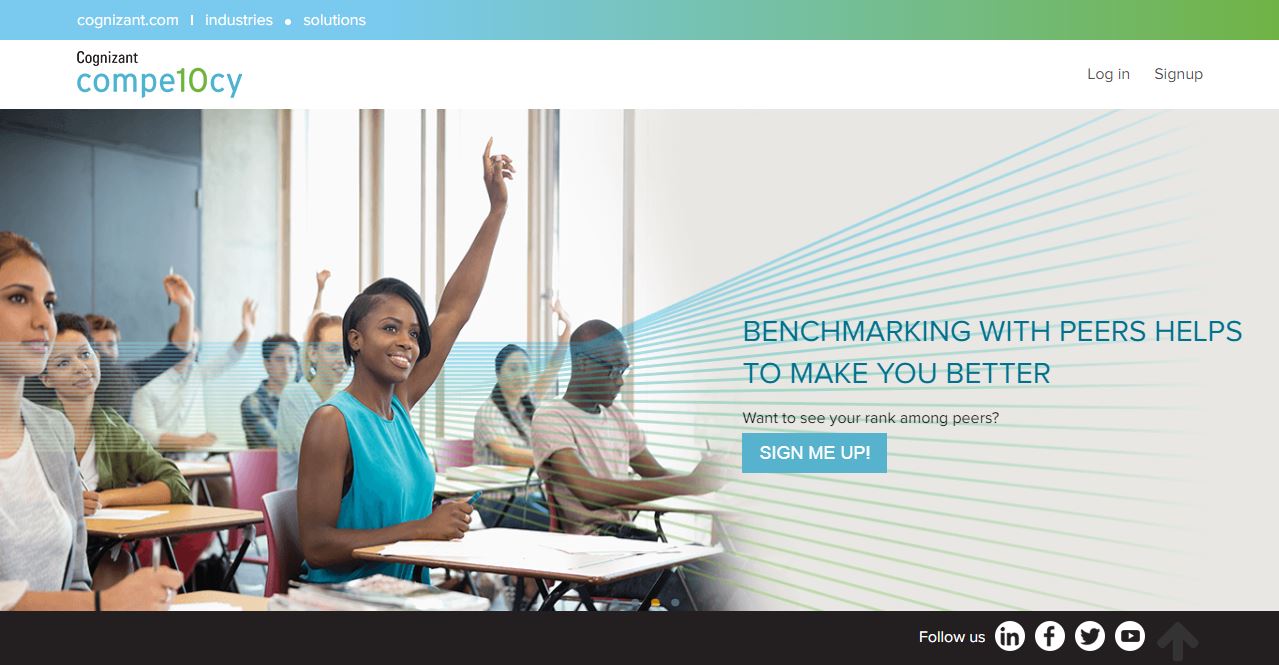 cognizant.com | industries • solutions
Cognizant
compe10cy
Log in Signup
BENCHMARKING WITH PEERS HELPS
TO MAKE YOU BETTER
Want to see your rank among peers?
SIGN ME UP!
Follow us